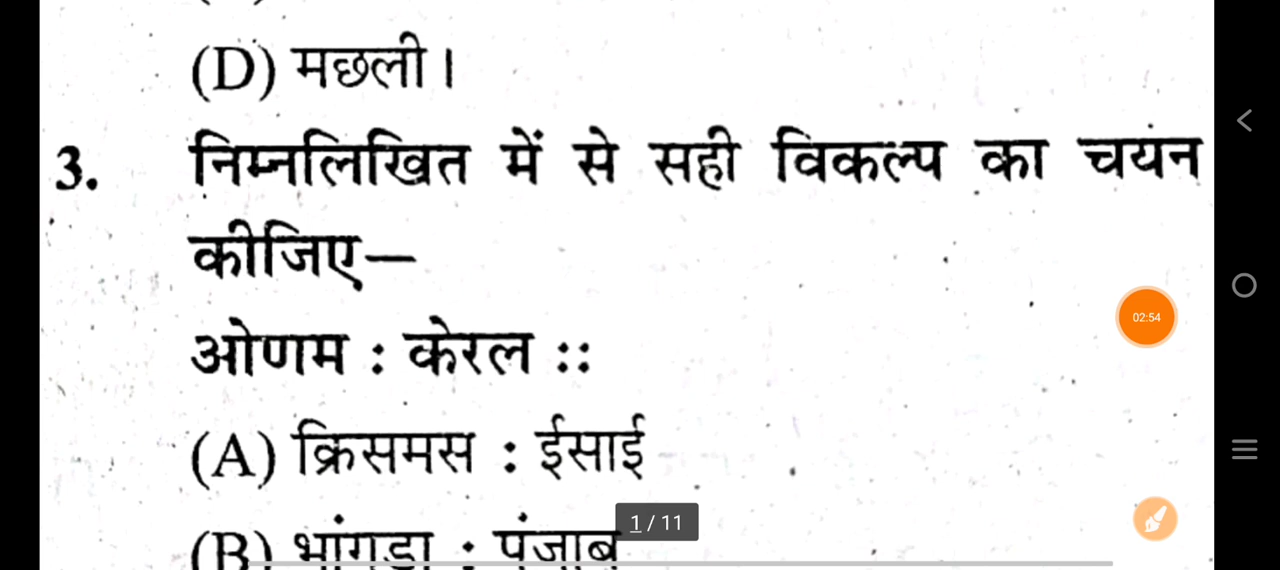 (D) मछली।
3. निम्नलिखित में से सही विकल्प का चयन
कीजिए—
ओणम : केरल ::
02:54
(A) क्रिसमस : ईसाई
1 / 11
(B) भांगडा : पंजाब